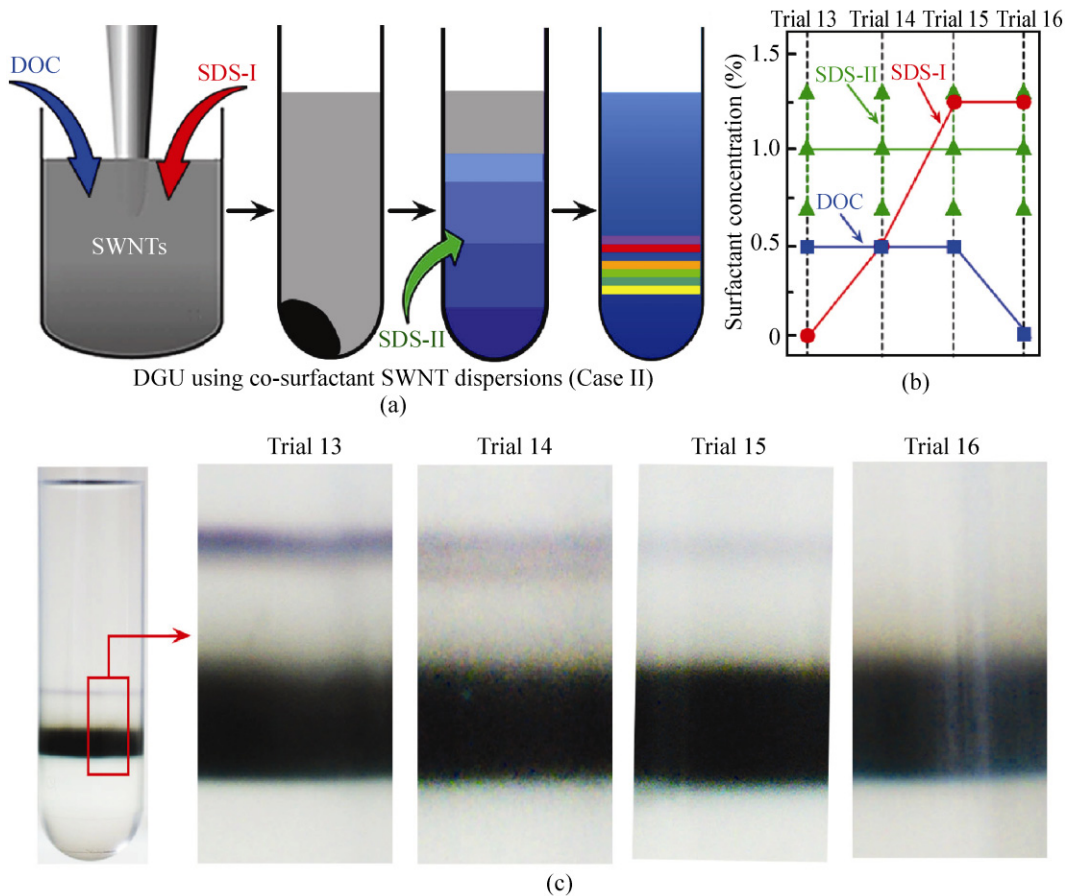 DOC
SDS-I
SWNTs
SDS-II
DGU using co-surfactant SWNT dispersions (Case II)
(a)
Trial 13 Trial 14 Trial 15 Trial 16
Surfactant concentration (%)
1.5
1.0
0.5
0
SDS-II
SDS-I
DOC
(b)
Trial 13 Trial 14 Trial 15 Trial 16
(c)